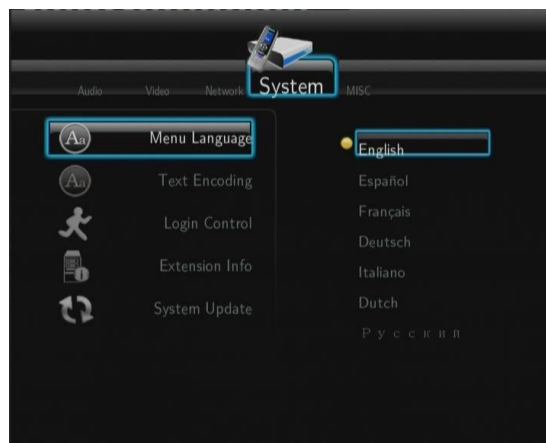 Audio Video Network System MISC
Menu Language
Text Encoding
Login Control
Extension Info
System Update
English
Español
Français
Deutsch
Italiano
Dutch
Русский